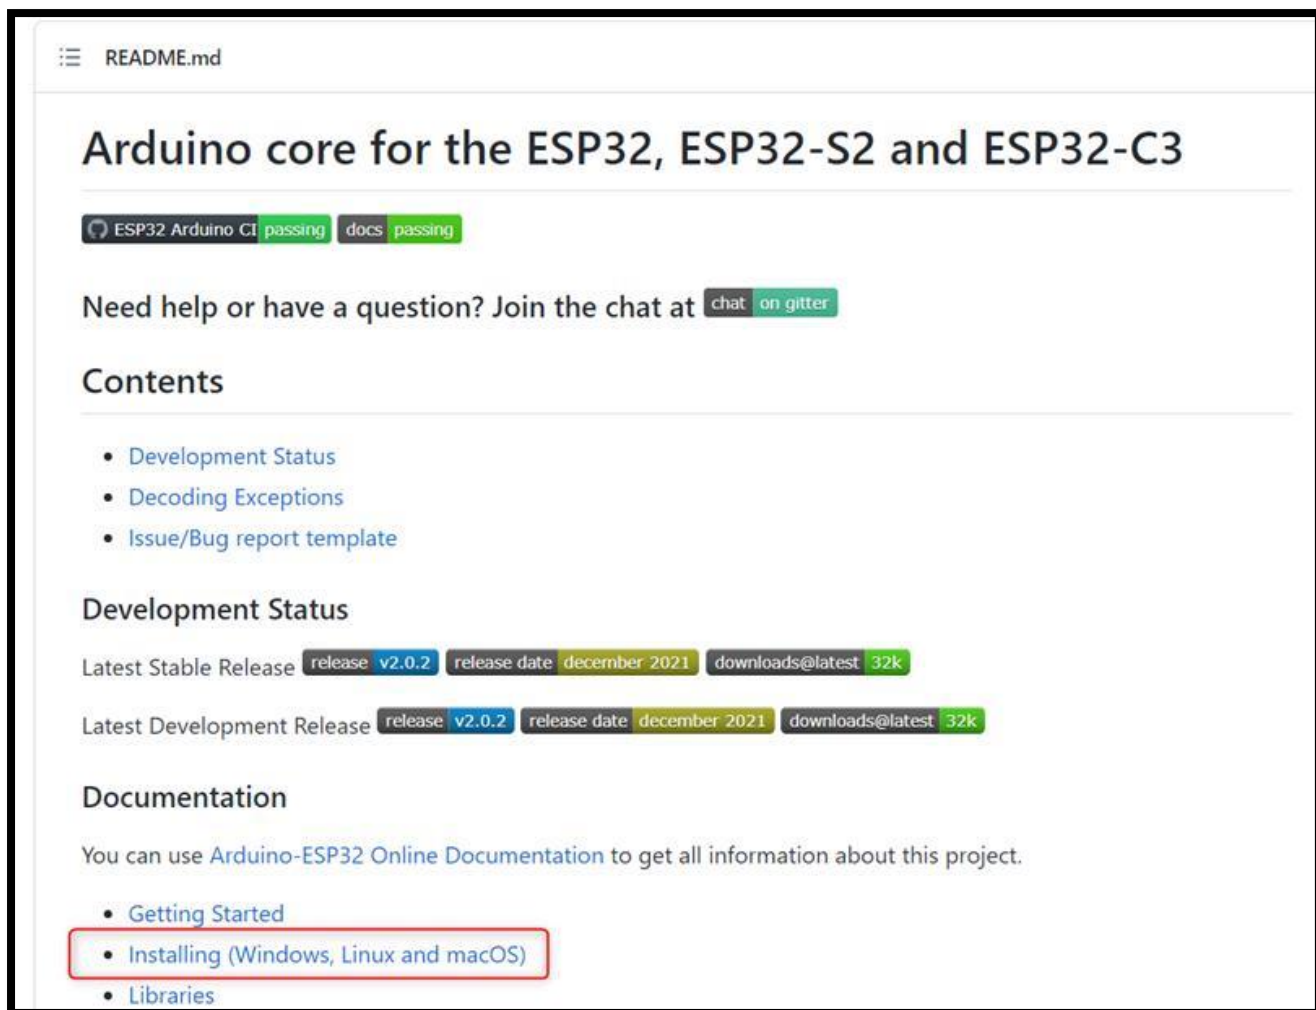 README.md
Arduino core for the ESP32, ESP32-S2 and ESP32-C3
ESP32 Arduino CI passing docs passing
Need help or have a question? Join the chat at chat on gitter
Contents
Development Status
Decoding Exceptions
Issue/Bug report template
Development Status
Latest Stable Release release v2.0.2 release date december 2021 downloads@latest 32k
Latest Development Release release v2.0.2 release date december 2021 downloads@latest 32k
Documentation
You can use Arduino-ESP32 Online Documentation to get all information about this project.
Getting Started
Installing (Windows, Linux and macOS)
Libraries